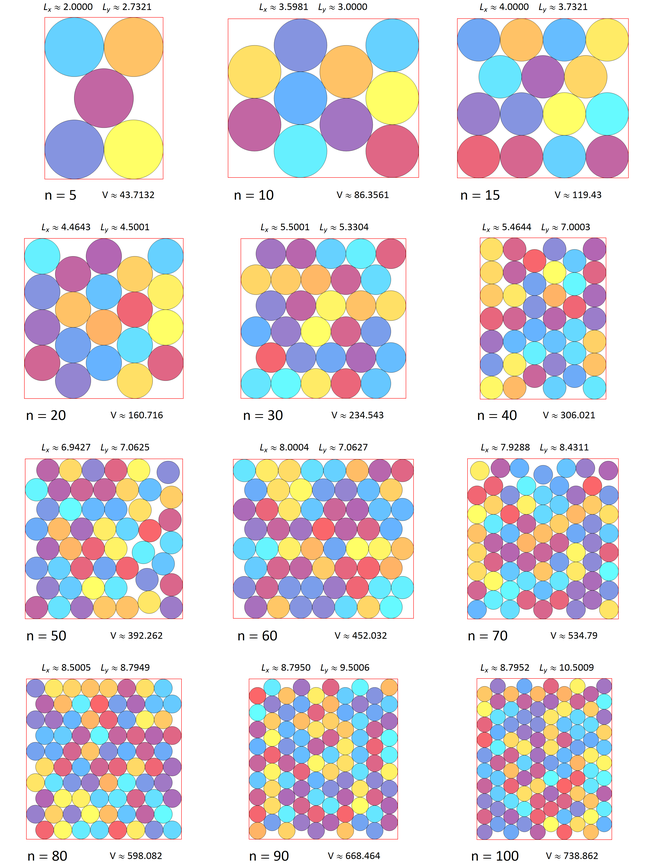 Lx ≈ 2.0000 Ly ≈ 2.7321
Lx ≈ 3.5981 Ly ≈ 3.0000
Lx ≈ 4.0000 Ly ≈ 3.7321
n = 5 V ≈ 43.7132
n = 10 V ≈ 86.3561
n = 15 V ≈ 119.43
Lx ≈ 4.4643 Ly ≈ 4.5001
Lx ≈ 5.5001 Ly ≈ 5.3304
Lx ≈ 5.4644 Ly ≈ 7.0003
n = 20 V ≈ 160.716
n = 30 V ≈ 234.543
n = 40 V ≈ 306.021
Lx ≈ 6.9427 Ly ≈ 7.0625
Lx ≈ 8.0004 Ly ≈ 7.0627
Lx ≈ 7.9288 Ly ≈ 8.4311
n = 50 V ≈ 392.262
n = 60 V ≈ 452.032
n = 70 V ≈ 534.79
Lx ≈ 8.5005 Ly ≈ 8.7949
Lx ≈ 8.7950 Ly ≈ 9.5006
Lx ≈ 8.7952 Ly ≈ 10.5009
n = 80 V ≈ 598.082
n = 90 V ≈ 668.464
n = 100 V ≈ 738.862